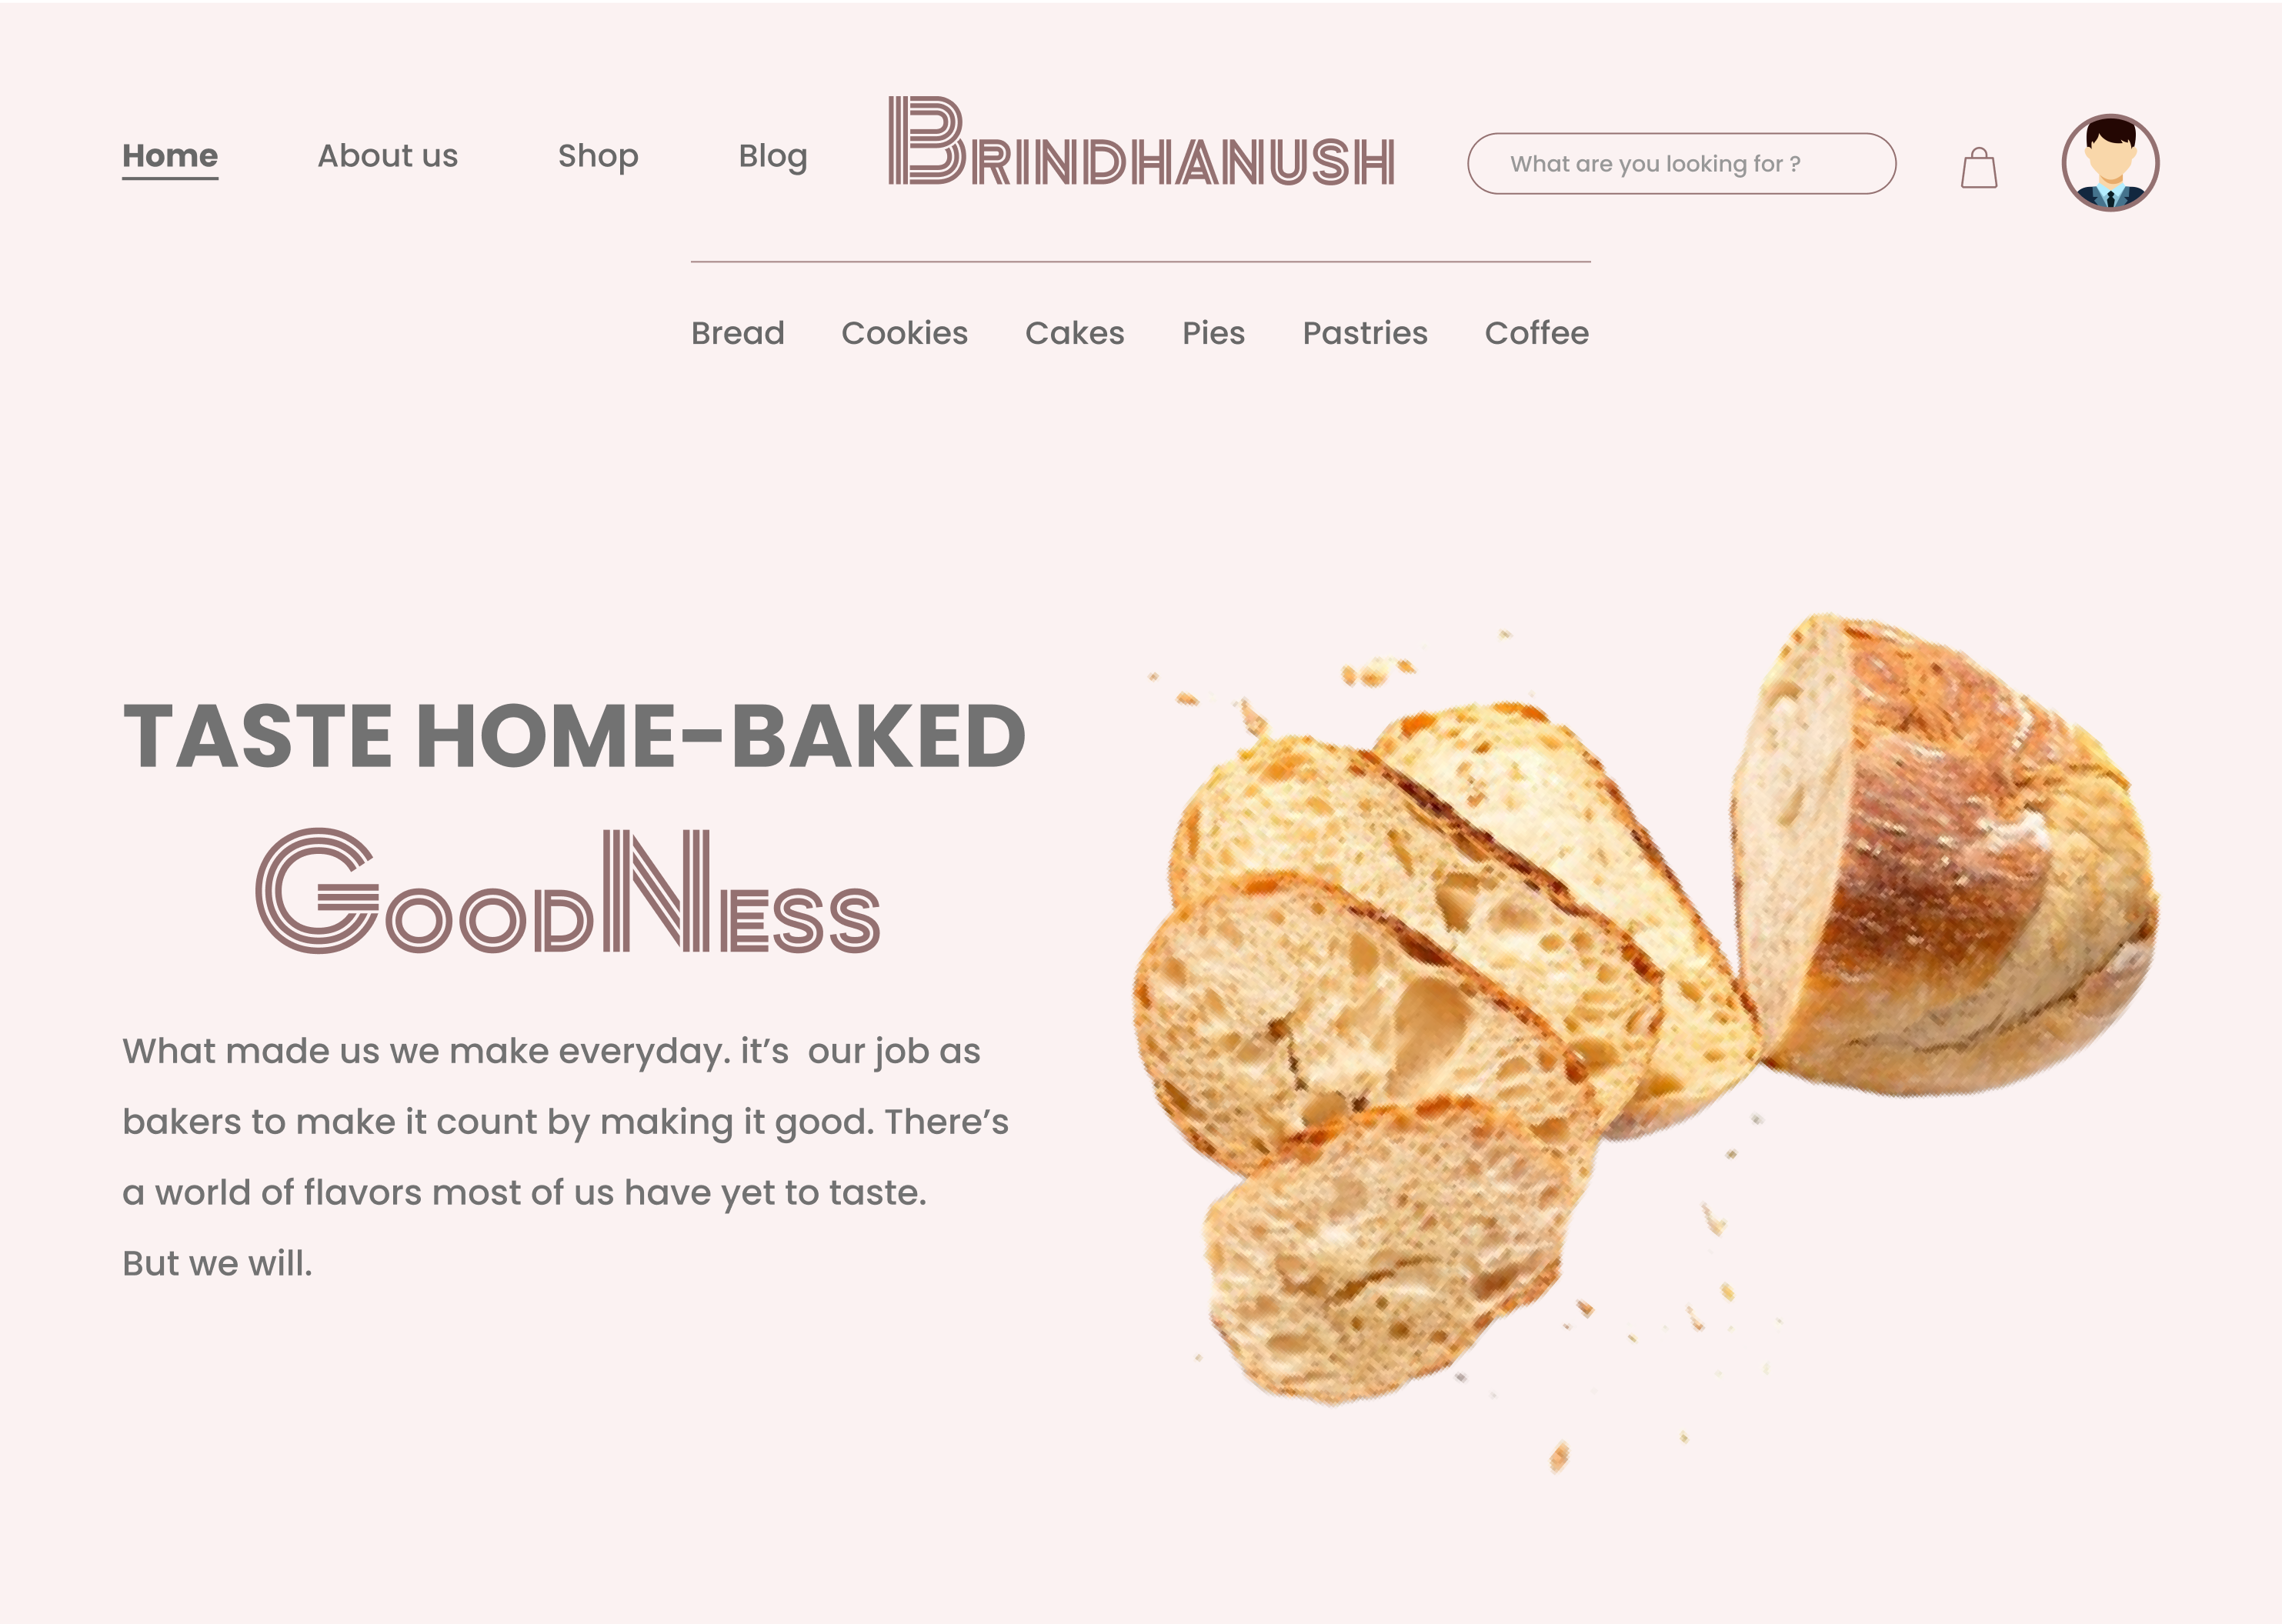 Home About us Shop Blog BRINDHANUSH What are you looking for ?
Bread Cookies Cakes Pies Pastries Coffee
TASTE HOME-BAKED
GOODNESS
What made us we make everyday. it’s  our job as
bakers to make it count by making it good. There’s
a world of flavors most of us have yet to taste.
But we will.